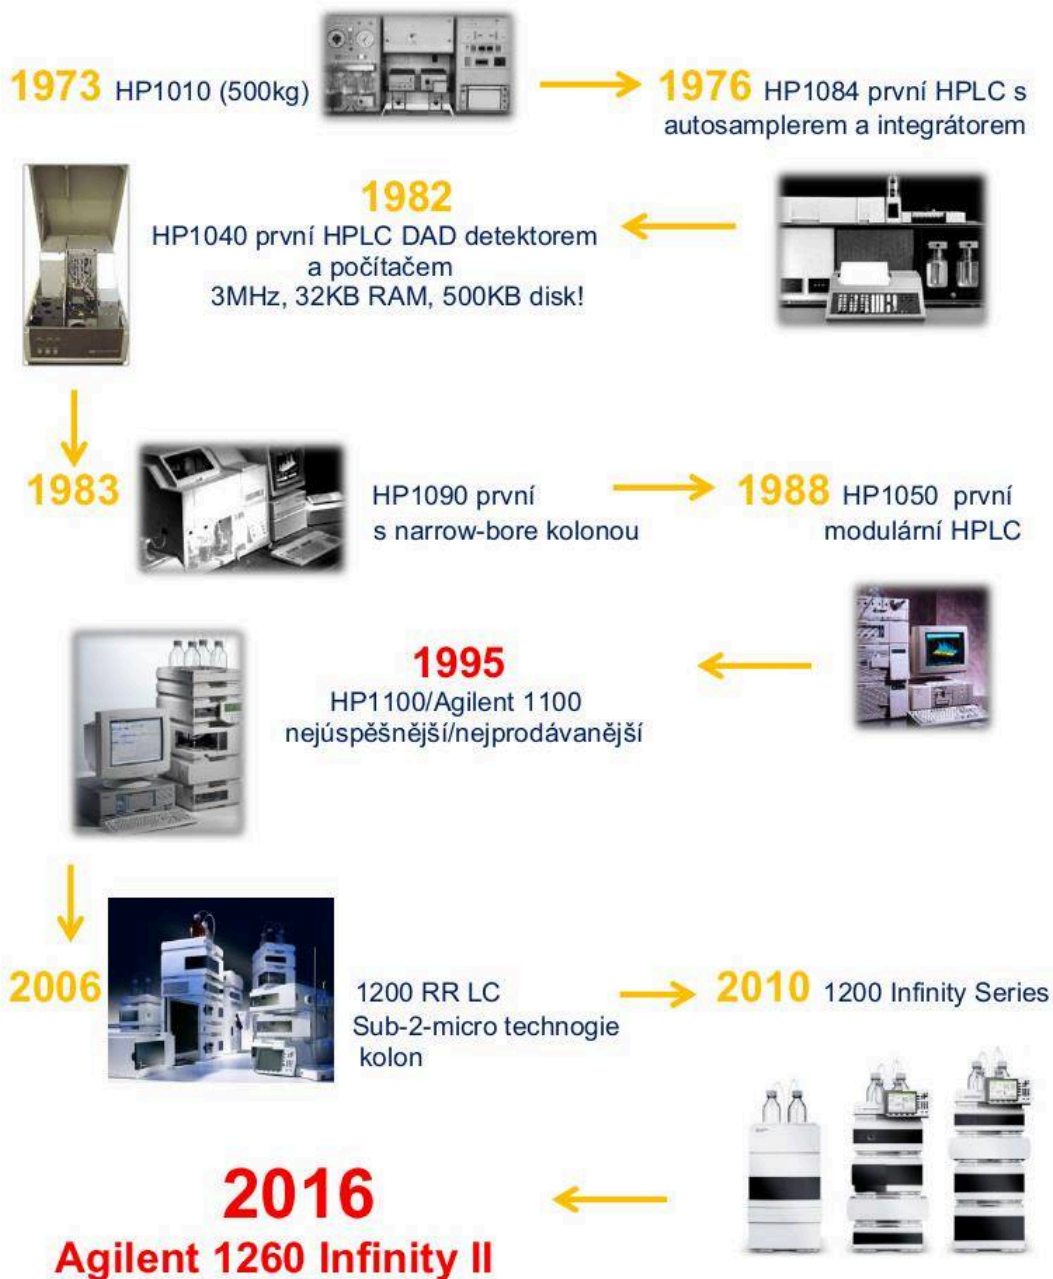 1973 HP1010 (500kg)
1976 HP1084 první HPLC s
autosamplerem a integrátorem
1982
HP1040 první HPLC DAD detektorem
a počítačem
3MHz, 32KB RAM, 500KB disk!
1983
HP1090 první
s narrow-bore kolonou
1988 HP1050 první
modulární HPLC
1995
HP1100/Agilent 1100
nejúspěšnější/nejprodávanější
2006
1200 RR LC
Sub-2-micro technogie
kolon
2010 1200 Infinity Series
2016
Agilent 1260 Infinity II